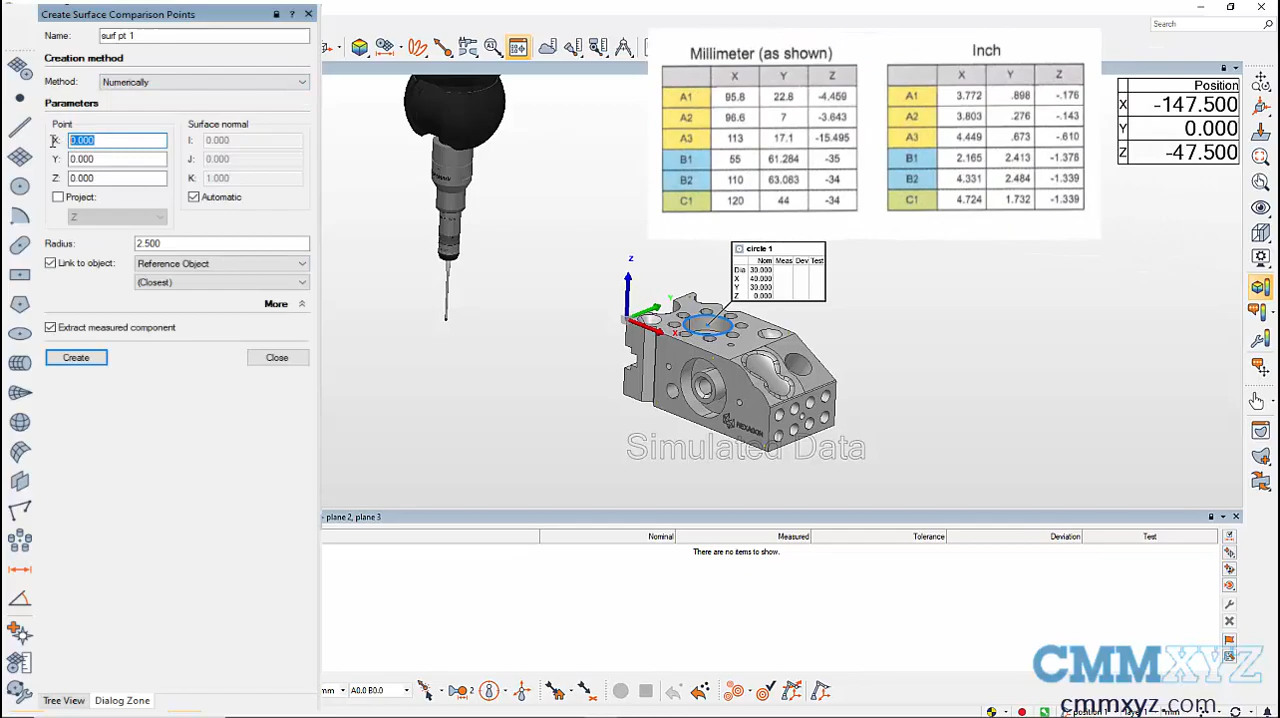 Create Surface Comparison Points
?
Name: surf pt 1
Creation method
Method: Numerically
Parameters
Point Surface normal
X: 0.000 I: 0.000
Y: 0.000 J: 0.000
Z: 0.000 K: 1.000
Project: Automatic
Z
Radius: 2.500
Link to object: Reference Object
(Closest)
More
Extract measured component
Create Close
Tree View Dialog Zone
Search
Millimeter (as shown)
X Y Z
A1 95.8 22.8 -4.459
A2 96.6 7 -3.643
A3 113 17.1 -15.495
B1 55 61.284 -35
B2 110 63.083 -34
C1 120 44 -34
Inch
X Y Z
A1 3.772 .898 -.176
A2 3.803 .276 -.143
A3 4.449 .673 -.610
B1 2.165 2.413 -1.378
B2 4.331 2.484 -1.339
C1 4.724 1.732 -1.339
Position
X -147.500
Y 0.000
Z -47.500
circle 1
Nom Meas Dev Test
Dia 30.000
X 40.000
Y 30.000
Z 0.000
Z
Y
X
HEXAGON
Simulated Data
plane 2, plane 3
Nominal Measured Tolerance Deviation Test
There are no items to show.
mm A0.0 B0.0
2
CMMXYZ
cmmxyz.com